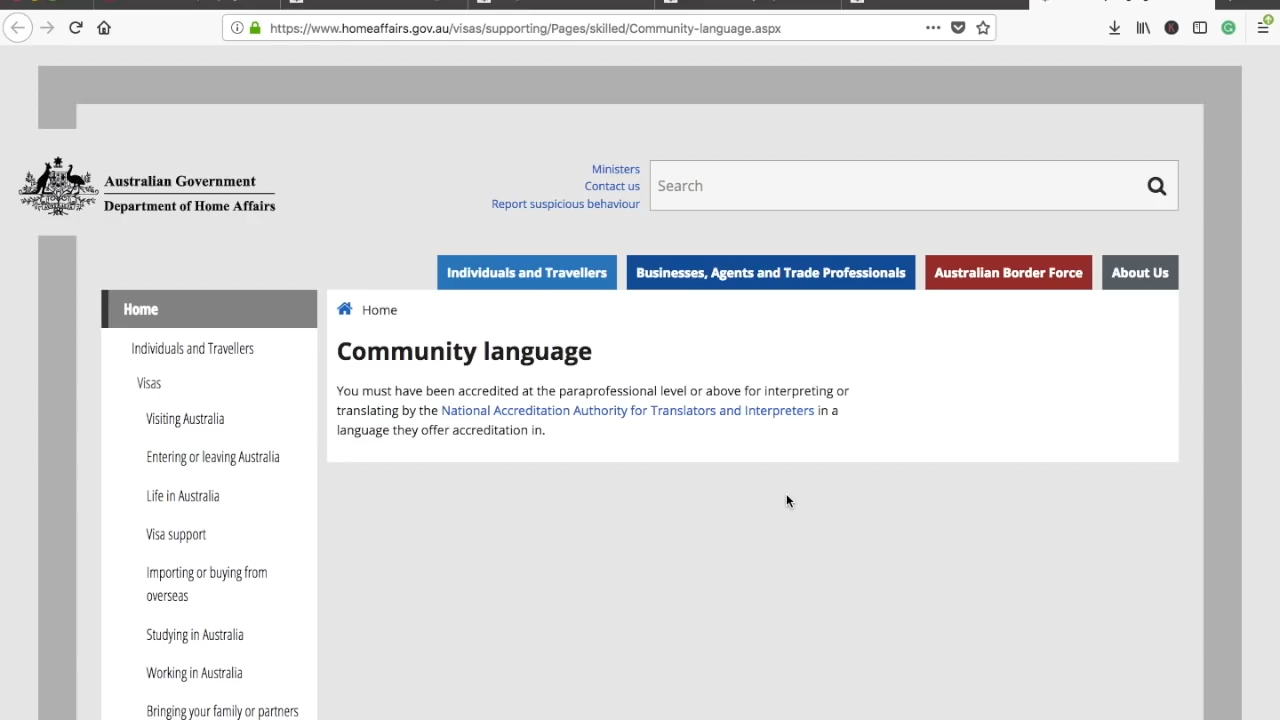 https://www.homeaffairs.gov.au/visas/supporting/Pages/skilled/Community-language.aspx
Australian Government
Department of Home Affairs
Ministers
Contact us
Report suspicious behaviour
Search
Individuals and Travellers
Businesses, Agents and Trade Professionals
Australian Border Force
About Us
Home
Individuals and Travellers
Visas
Visiting Australia
Entering or leaving Australia
Life in Australia
Visa support
Importing or buying from
overseas
Studying in Australia
Working in Australia
Bringing your family or partners
Home
Community language
You must have been accredited at the paraprofessional level or above for interpreting or
translating by the National Accreditation Authority for Translators and Interpreters in a
language they offer accreditation in.